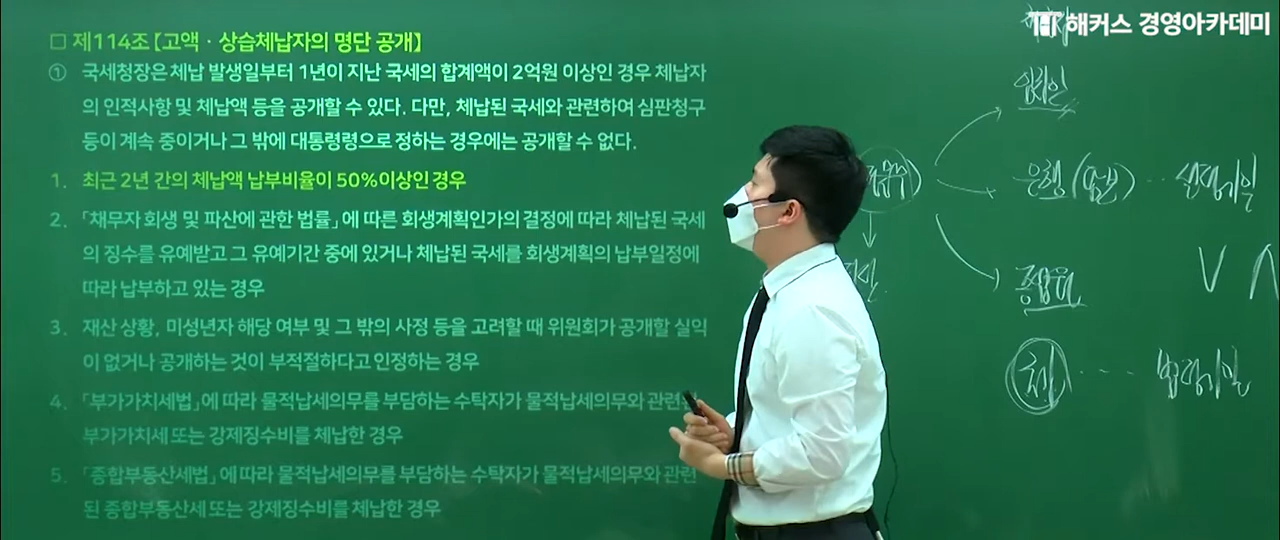 해커스 경영아카데미
□ 제114조【고액 · 상습체납자의 명단 공개】
① 국세청장은 체납 발생일부터 1년이 지난 국세의 합계액이 2억원 이상인 경우 체납자
의 인적사항 및 체납액 등을 공개할 수 있다. 다만, 체납된 국세와 관련하여 심판청구
등이 계속 중이거나 그 밖에 대통령령으로 정하는 경우에는 공개할 수 없다.
1. 최근 2년 간의 체납액 납부비율이 50%이상인 경우
2. 「채무자 회생 및 파산에 관한 법률」에 따른 회생계획인가의 결정에 따라 체납된 국세
의 징수를 유예받고 그 유예기간 중에 있거나 체납된 국세를 회생계획의 납부일정에
따라 납부하고 있는 경우
3. 재산 상황, 미성년자 해당 여부 및 그 밖의 사정 등을 고려할 때 위원회가 공개할 실익
이 없거나 공개하는 것이 부적절하다고 인정하는 경우
4. 「부가가치세법」에 따라 물적납세의무를 부담하는 수탁자가 물적납세의무와 관련
부가가치세 또는 강제징수비를 체납한 경우
5. 「종합부동산세법」에 따라 물적납세의무를 부담하는 수탁자가 물적납세의무와 관련
된 종합부동산세 또는 강제징수비를 체납한 경우
은행
법정기일